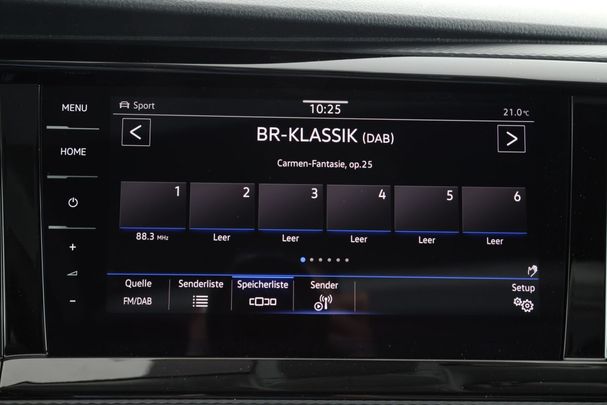 MENU
HOME
+
-
Sport
10:25
21.0°C
< BR-KLASSIK (DAB) >
Carmen-Fantasie, op.25
1 2 3 4 5 6
88.3 MHz Leer Leer Leer Leer Leer
Quelle Senderliste Speicherliste Sender Setup
FM/DAB